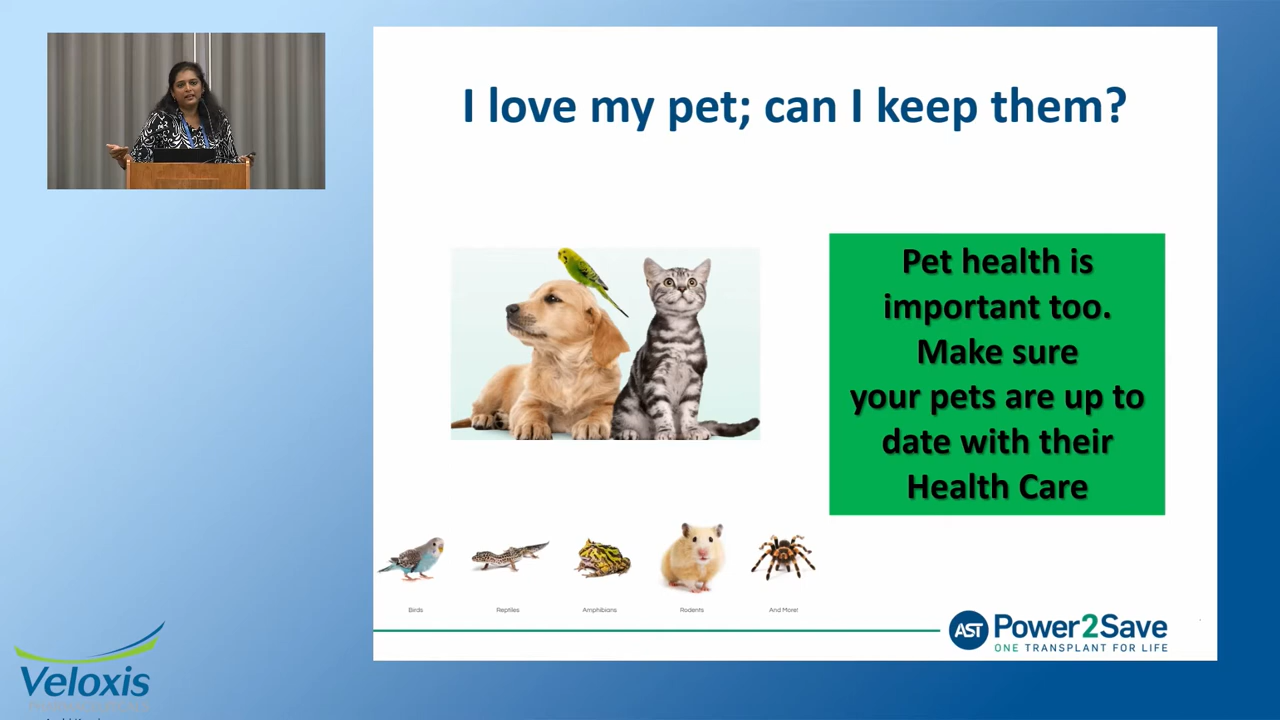 I love my pet; can I keep them?
Pet health is
important too.
Make sure
your pets are up to
date with their
Health Care
Birds
Reptiles
Amphibians
Rodents
And More!
AST Power2Save
ONE TRANSPLANT FOR LIFE
Veloxis